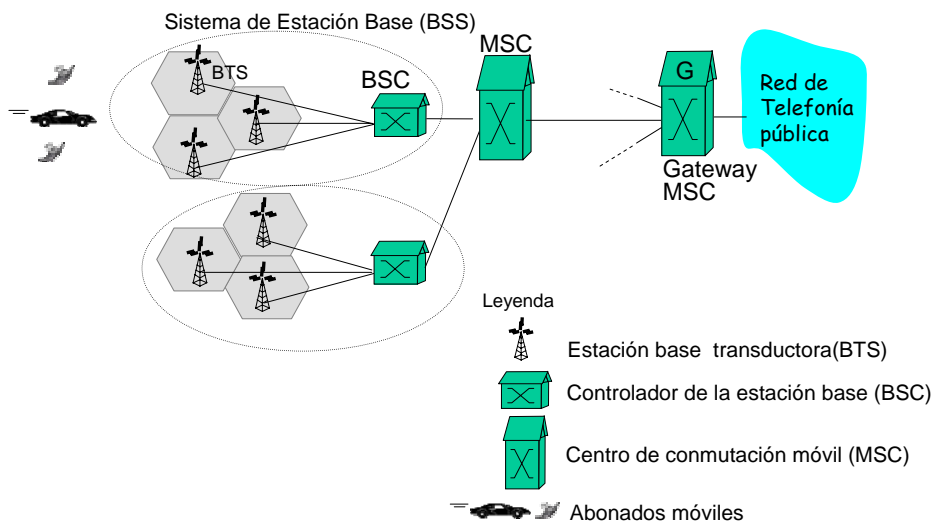 Sistema de Estación Base (BSS)
MSC
BTS
BSC
G
Red de
Telefonía
pública
Gateway
MSC
Leyenda
Estación base transductora(BTS)
Controlador de la estación base (BSC)
Centro de conmutación móvil (MSC)
Abonados móviles